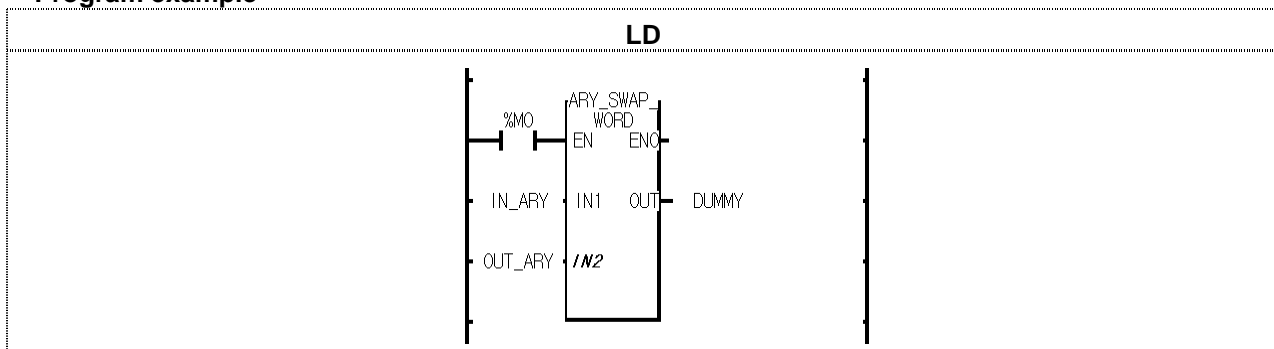 Program example
LD
ARY_SWAP_
WORD
%M0
EN ENO
IN_ARY IN1 OUT DUMMY
OUT_ARY IN2